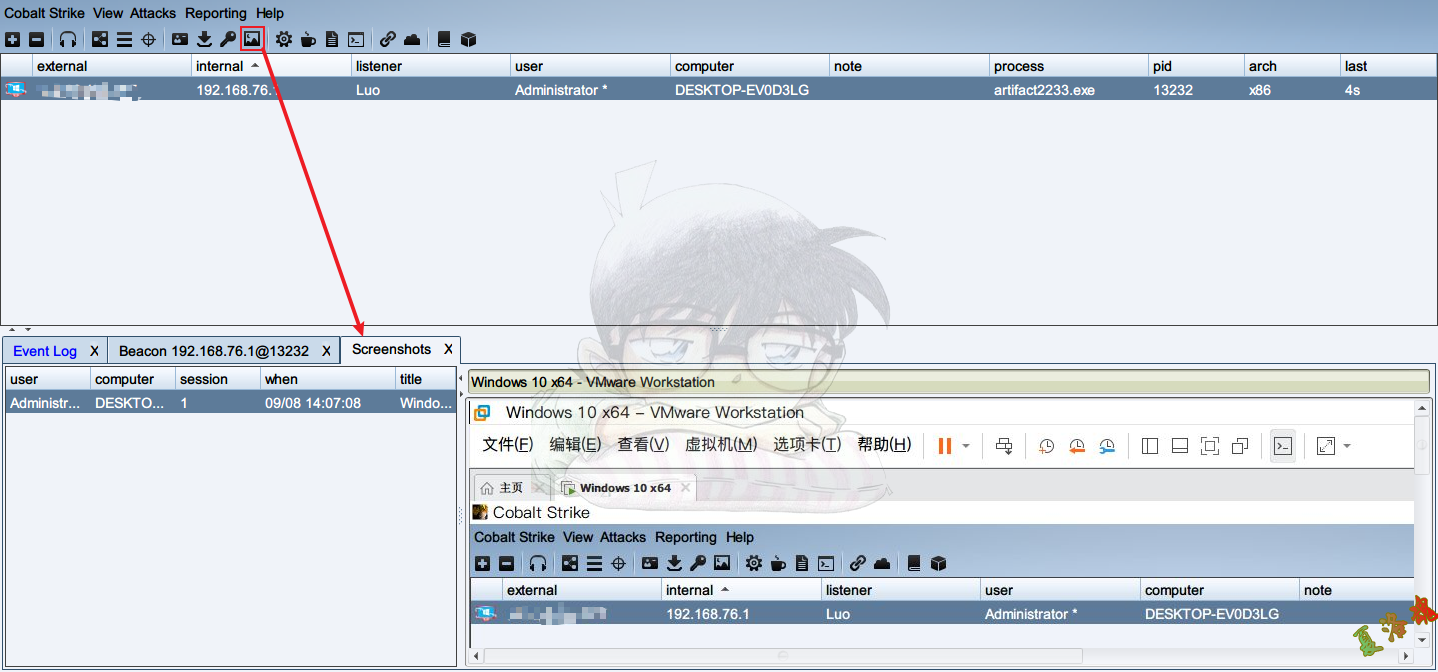 Cobalt Strike View Attacks Reporting Help
external internal listener user computer note process pid arch last
192.168.76.1 Luo Administrator * DESKTOP-EV0D3LG artifact2233.exe 13232 x86 4s
Event Log X Beacon 192.168.76.1@13232 X Screenshots X
user computer session when title
Administr... DESKTO... 1 09/08 14:07:08 Windo...
Windows 10 x64 - VMware Workstation
Windows 10 x64 - VMware Workstation
文件(F) 编辑(E) 查看(V) 虚拟机(M) 选项卡(T) 帮助(H)
主页 Windows 10 x64
Cobalt Strike
Cobalt Strike View Attacks Reporting Help
external internal listener user computer note
192.168.76.1 Luo Administrator * DESKTOP-EV0D3LG